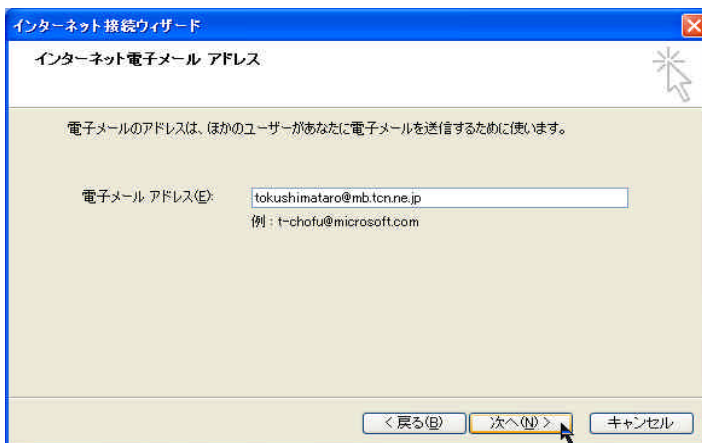 インターネット接続ウィザード
インターネット電子メール アドレス
電子メールのアドレスは、ほかのユーザーがあなたに電子メールを送信するために使います。
電子メール アドレス(E): tokushimataro@mb.tcn.ne.jp
例 : t-chofu@microsoft.com
< 戻る(B) 次へ(N) > キャンセル